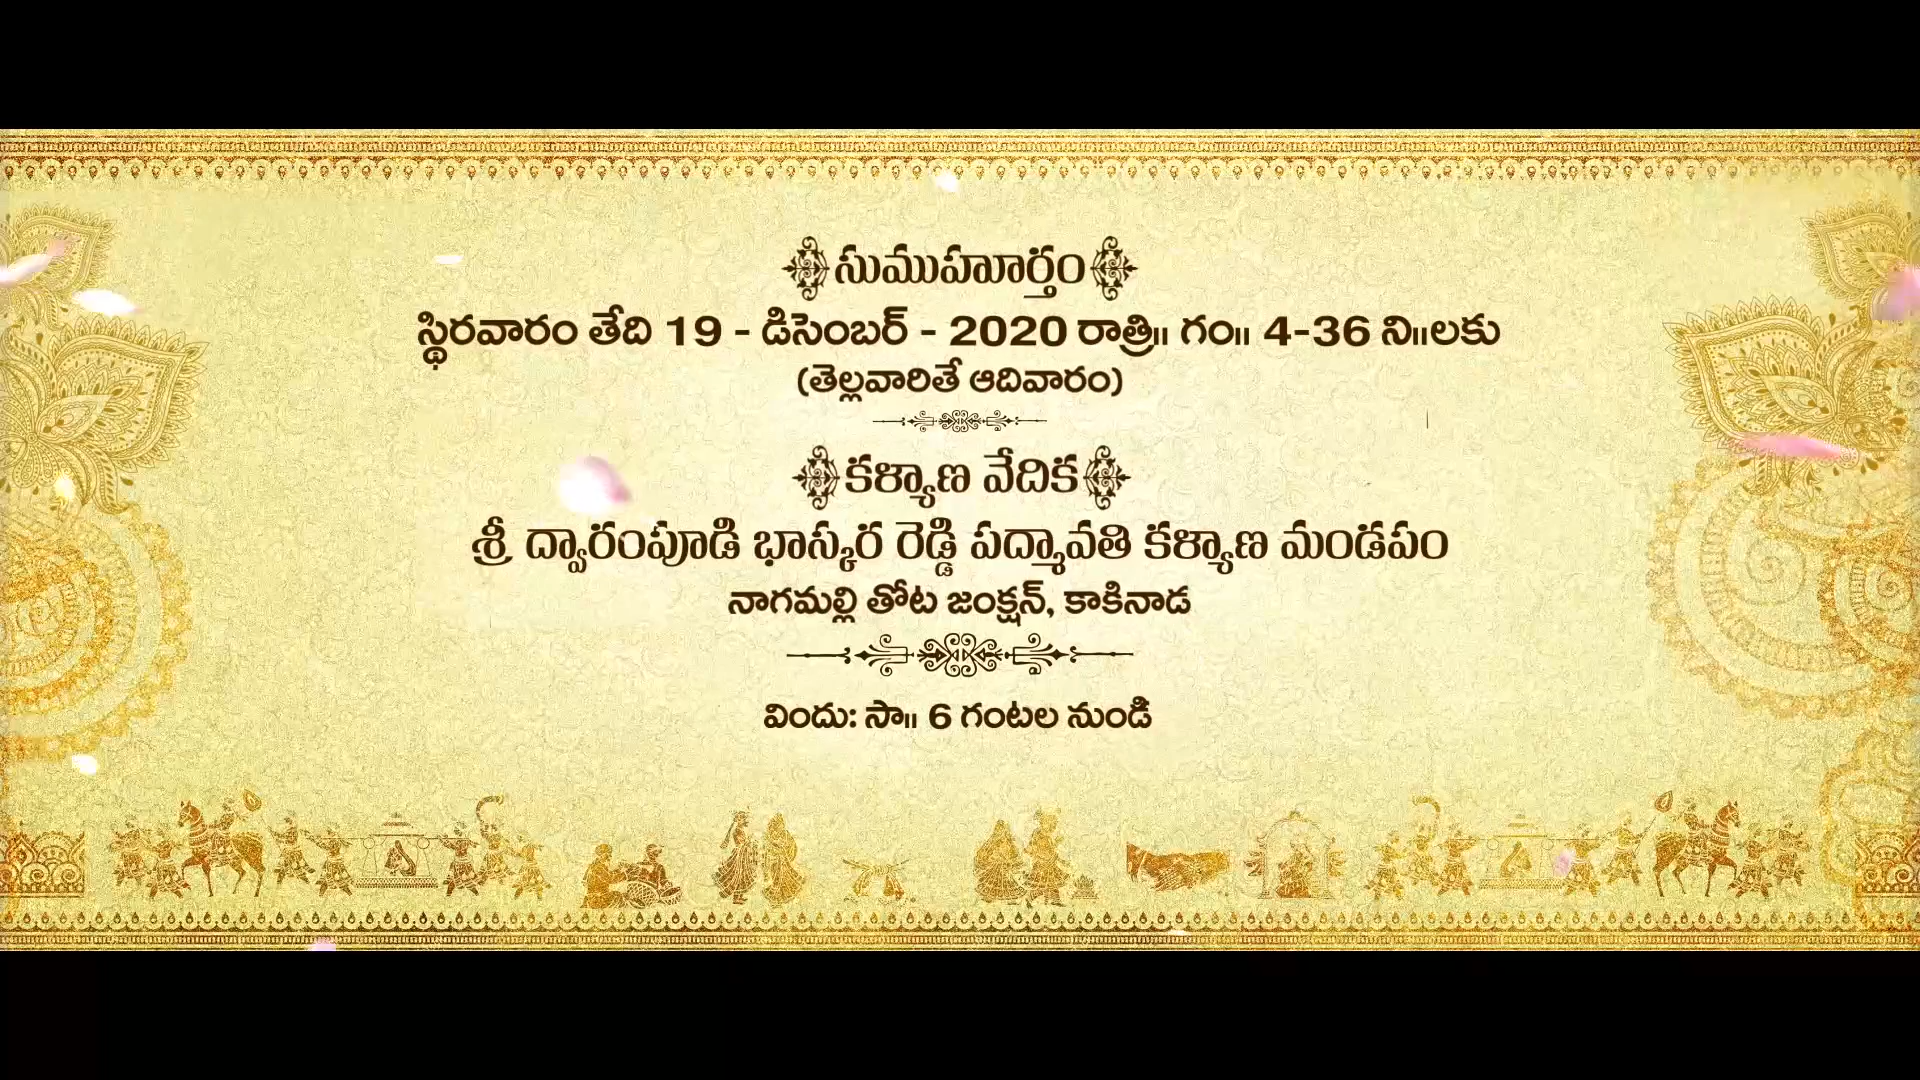 సుముహూర్తం
స్థిరవారం తేది 19 - డిసెంబర్ - 2020 రాత్రి॥ గం॥ 4-36 ని॥లకు
(తెల్లవారితే ఆదివారం)
కళ్యాణ వేదిక
శ్రీ ద్వారంపూడి భాస్కర రెడ్డి పద్మావతి కళ్యాణ మండపం
నాగమల్లి తోట జంక్షన్, కాకినాడ
విందు: సా॥ 6 గంటల నుండి